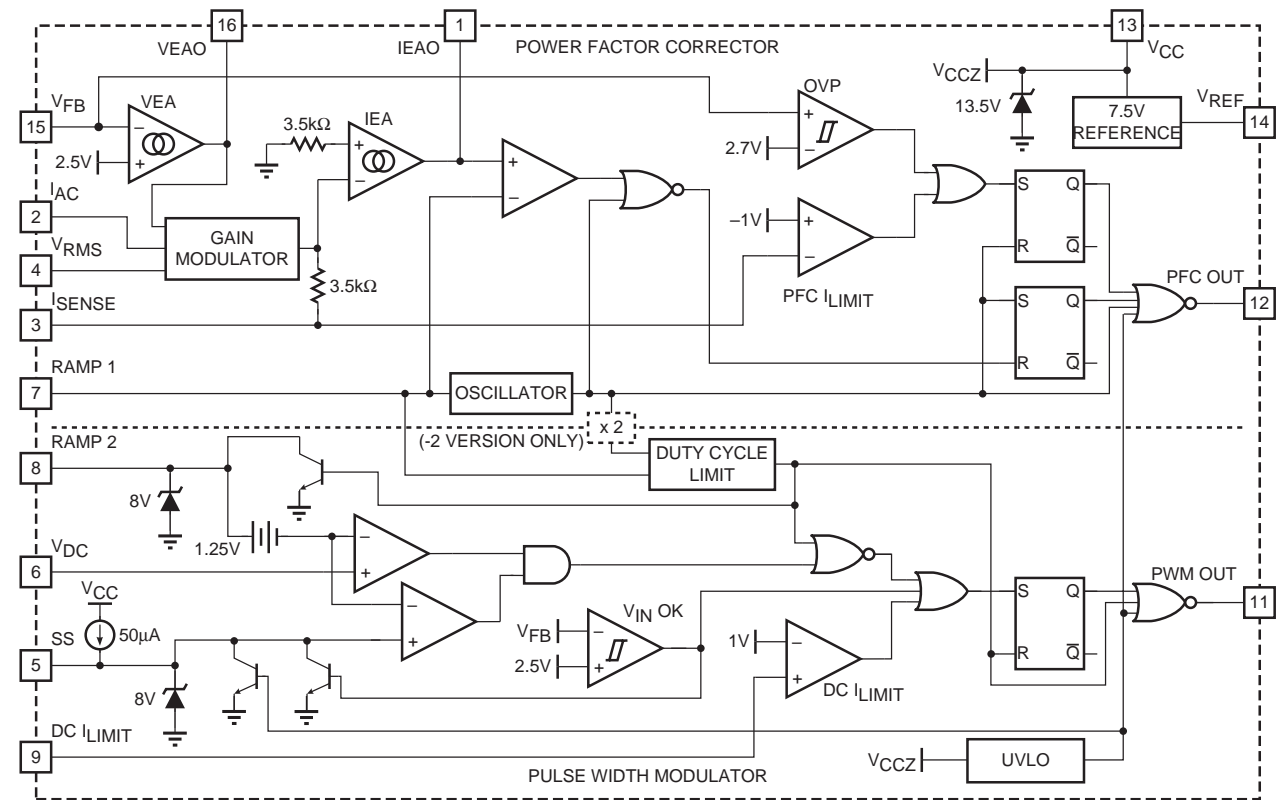 16
1
13
VEAO
IEAO
POWER FACTOR CORRECTOR
VCC
VCCZ
VFB
VEA
OVP
13.5V
7.5V
REFERENCE
VREF
15
14
3.5kΩ
IEA
+
−
2.5V
+
+
−
2.7V
−
+
−
IAC
2
S
Q
–1V
+
GAIN
MODULATOR
VRMS
4
R
Q
−
3.5kΩ
PFC ILIMIT
PFC OUT
ISENSE
3
S
Q
12
R
Q
RAMP 1
7
OSCILLATOR
x 2
(-2 VERSION ONLY)
RAMP 2
8
DUTY CYCLE
LIMIT
8V
1.25V
−
+
VDC
6
VCC
50µA
−
+
VIN OK
S
Q
PWM OUT
11
SS
5
VFB
−
2.5V
+
1V
−
+
R
Q
8V
DC ILIMIT
DC ILIMIT
9
VCCZ
UVLO
PULSE WIDTH MODULATOR